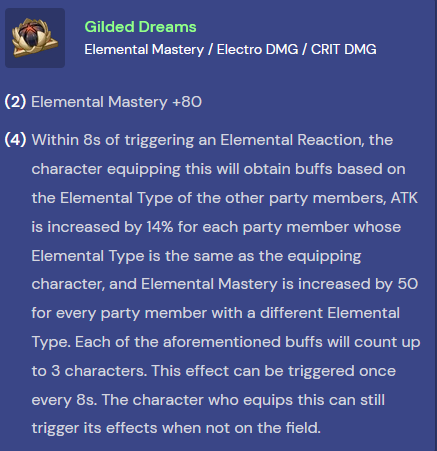 Gilded Dreams
Elemental Mastery / Electro DMG / CRIT DMG
(2) Elemental Mastery +80
(4) Within 8s of triggering an Elemental Reaction, the
character equipping this will obtain buffs based on
the Elemental Type of the other party members, ATK
is increased by 14% for each party member whose
Elemental Type is the same as the equipping
character, and Elemental Mastery is increased by 50
for every party member with a different Elemental
Type. Each of the aforementioned buffs will count up
to 3 characters. This effect can be triggered once
every 8s. The character who equips this can still
trigger its effects when not on the field.